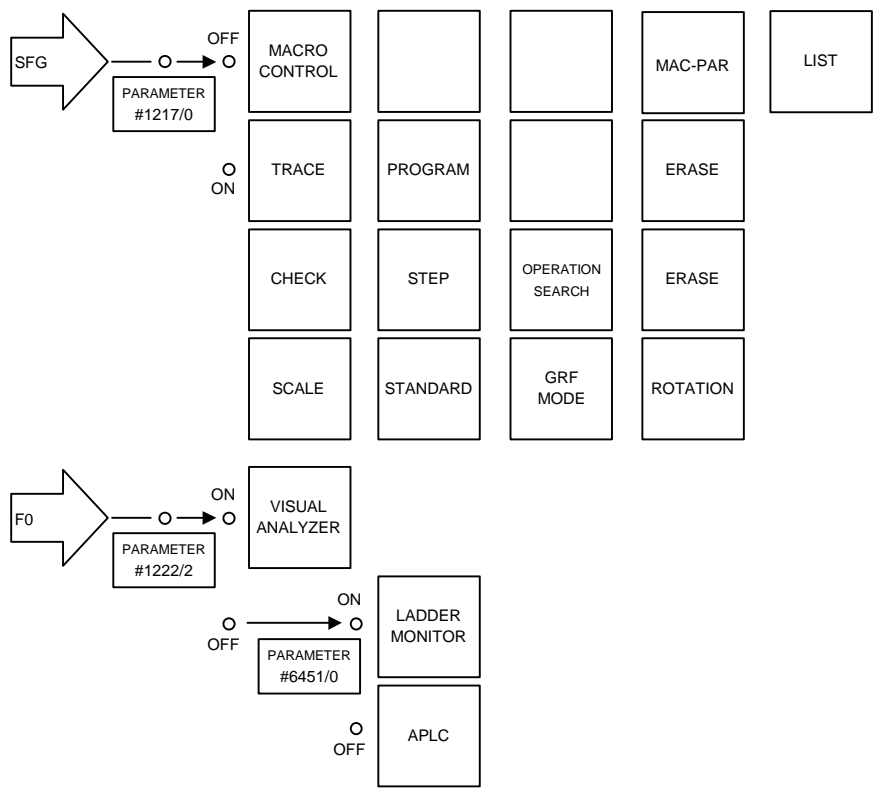 OFF
SFG
MACRO
CONTROL
MAC-PAR
LIST
PARAMETER
#1217/0
ON
TRACE
PROGRAM
ERASE
CHECK
STEP
OPERATION
SEARCH
ERASE
SCALE
STANDARD
GRF
MODE
ROTATION
ON
F0
VISUAL
ANALYZER
PARAMETER
#1222/2
ON
OFF
LADDER
MONITOR
PARAMETER
#6451/0
OFF
APLC